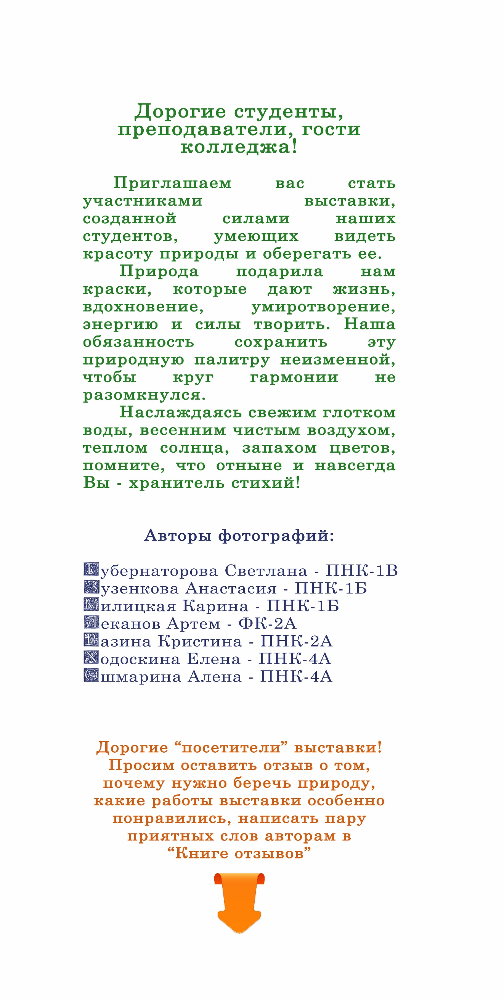 Дорогие студенты,
преподаватели, гости
колледжа!
Приглашаем вас стать
участниками выставки,
созданной силами наших
студентов, умеющих видеть
красоту природы и оберегать ее.
Природа подарила нам
краски, которые дают жизнь,
вдохновение, умиротворение,
энергию и силы творить. Наша
обязанность сохранить эту
природную палитру неизменной,
чтобы круг гармонии не
разомкнулся.
Наслаждаясь свежим глотком
воды, весенним чистым воздухом,
теплом солнца, запахом цветов,
помните, что отныне и навсегда
Вы - хранитель стихий!
Авторы фотографий:
Губернаторова Светлана - ПНК-1В
Зузенкова Анастасия - ПНК-1Б
Милицкая Карина - ПНК-1Б
Леканов Артем - ФК-2А
Разина Кристина - ПНК-2А
Ходоскина Елена - ПНК-4А
Ошмарина Алена - ПНК-4А
Дорогие “посетители” выставки!
Просим оставить отзыв о том,
почему нужно беречь природу,
какие работы выставки особенно
понравились, написать пару
приятных слов авторам в
“Книге отзывов”